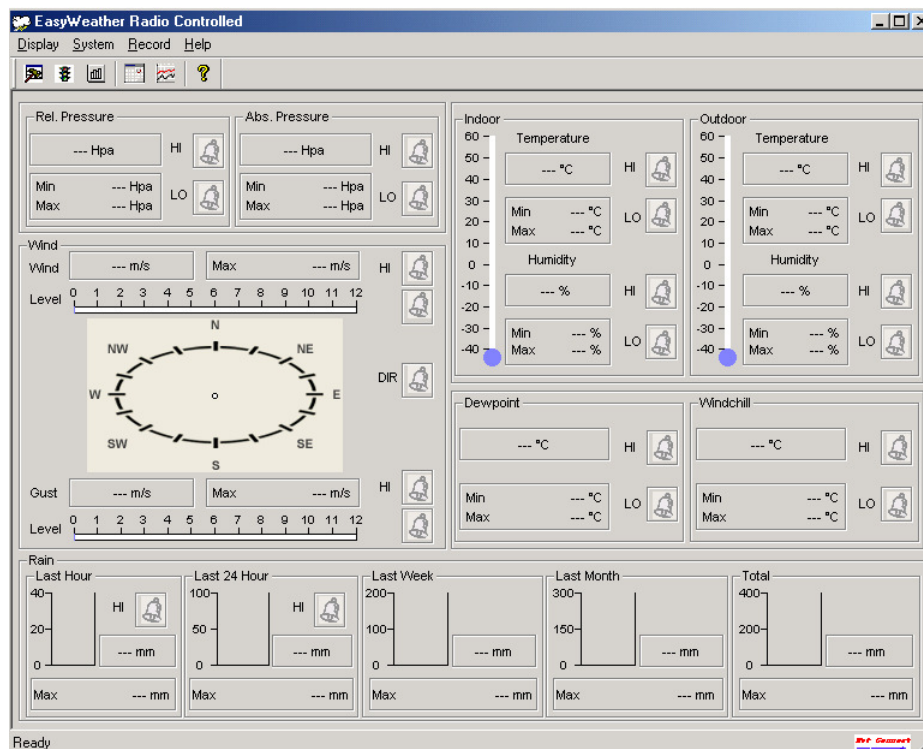 EasyWeather Radio Controlled
Display System Record Help
Rel. Pressure
--- Hpa
HI
Min --- Hpa
Max --- Hpa
LO
Abs. Pressure
--- Hpa
HI
Min --- Hpa
Max --- Hpa
LO
Wind
Wind --- m/s Max --- m/s HI
Level 0 1 2 3 4 5 6 7 8 9 10 11 12
N
NW NE
W E
SW SE
S
DIR
Gust --- m/s Max --- m/s HI
Level 0 1 2 3 4 5 6 7 8 9 10 11 12
Indoor
60
50
40
30
20
10
0
-10
-20
-30
-40
Temperature
--- °C
HI
Min --- °C
Max --- °C
LO
Humidity
--- %
HI
Min --- %
Max --- %
LO
Outdoor
60
50
40
30
20
10
0
-10
-20
-30
-40
Temperature
--- °C
HI
Min --- °C
Max --- °C
LO
Humidity
--- %
HI
Min --- %
Max --- %
LO
Dewpoint
--- °C
HI
Min --- °C
Max --- °C
LO
Windchill
--- °C
HI
Min --- °C
Max --- °C
LO
Rain
Last Hour
40
20
0
HI
--- mm
Max --- mm
Last 24 Hour
100
50
0
HI
--- mm
Max --- mm
Last Week
200
100
0
--- mm
Max --- mm
Last Month
300
150
0
--- mm
Max --- mm
Total
400
200
0
--- mm
Max --- mm
Ready
Not Connect